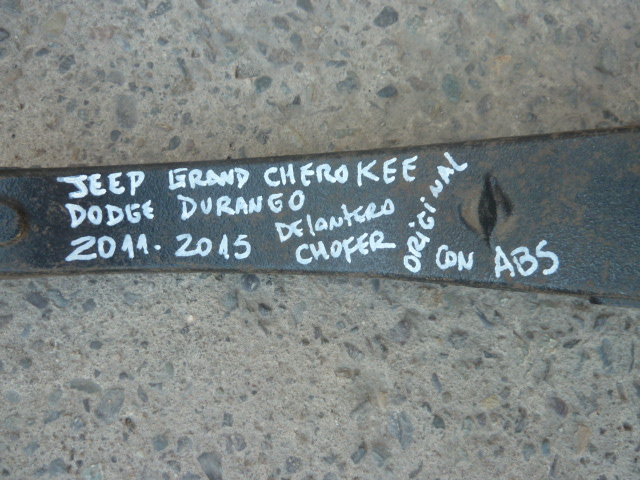 JEEP GRAND CHEROKEE
DODGE DURANGO
2011. 2015
DELANTERO
CHOFER
ORIGINAL
CON ABS